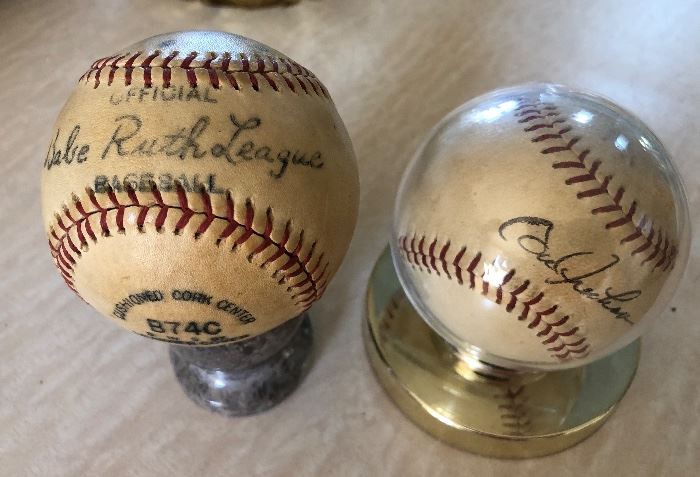 OFFICIAL
Babe Ruth League
BASEBALL
CUSHIONED CORK CENTER
B74C